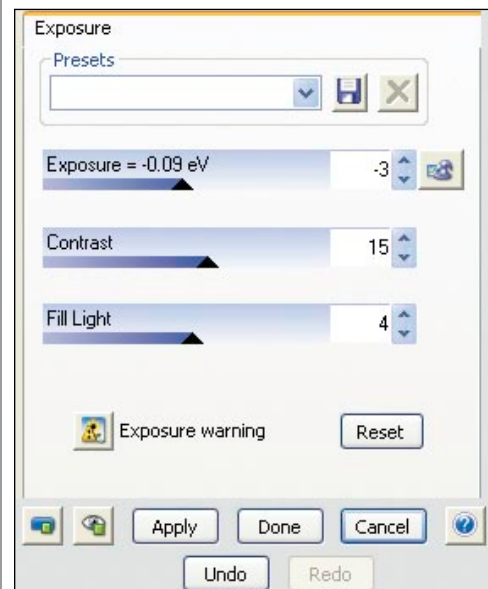 Exposure
Presets
Exposure = -0.09 eV -3
Contrast 15
Fill Light 4
Exposure warning Reset
Apply Done Cancel
Undo Redo